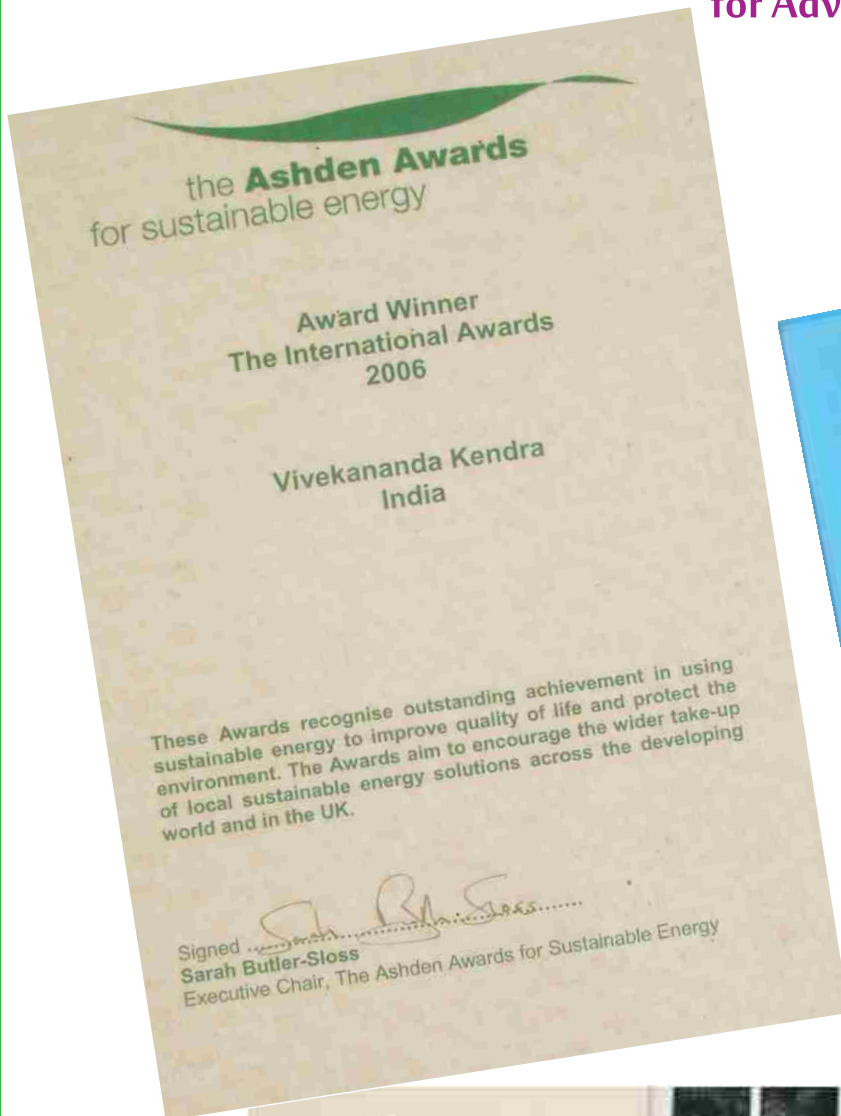 for Adv
the Ashden Awards
for sustainable energy
Award Winner
The International Awards
2006
Vivekananda Kendra
India
These Awards recognise outstanding achievement in using
sustainable energy to improve quality of life and protect the
environment. The Awards aim to encourage the wider take-up
of local sustainable energy solutions across the developing
world and in the UK.
Signed ..... Sarah Butler-Sloss .......
Sarah Butler-Sloss
Executive Chair, The Ashden Awards for Sustainable Energy